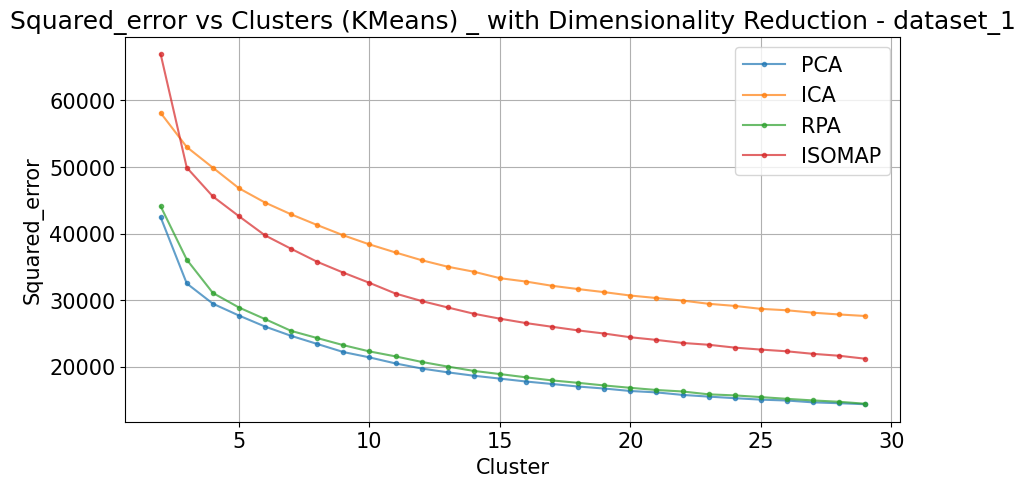 Squared_error vs Clusters (KMeans) _ with Dimensionality Reduction - dataset_1
PCA
ICA
RPA
ISOMAP
Squared_error
60000
50000
40000
30000
20000
5
10
15
20
25
30
Cluster